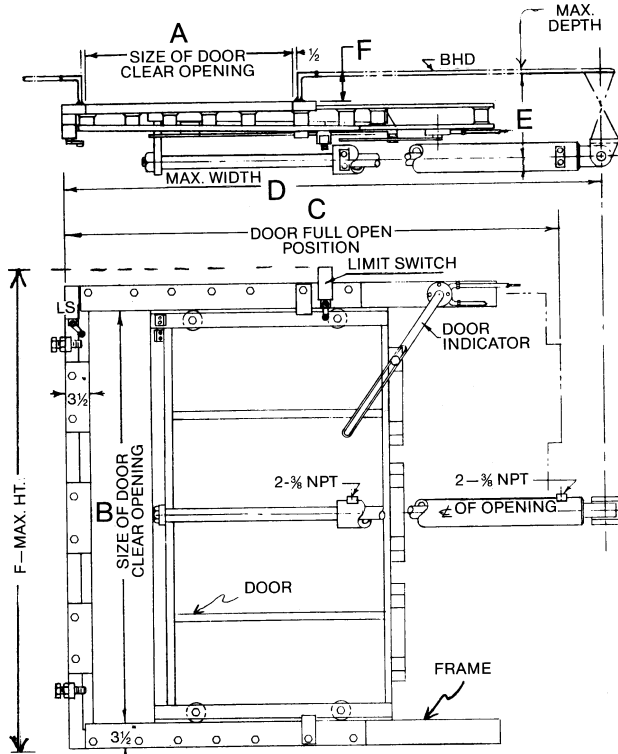 A
SIZE OF DOOR
CLEAR OPENING
½
F
BHD
MAX.
DEPTH
E
MAX. WIDTH
D
C
DOOR FULL OPEN
POSITION
LIMIT SWITCH
LS
DOOR
INDICATOR
3½
F–MAX. HT.
B
SIZE OF DOOR
CLEAR OPENING
2-⅜ NPT
2–⅜ NPT
℄ OF OPENING
DOOR
FRAME
3½